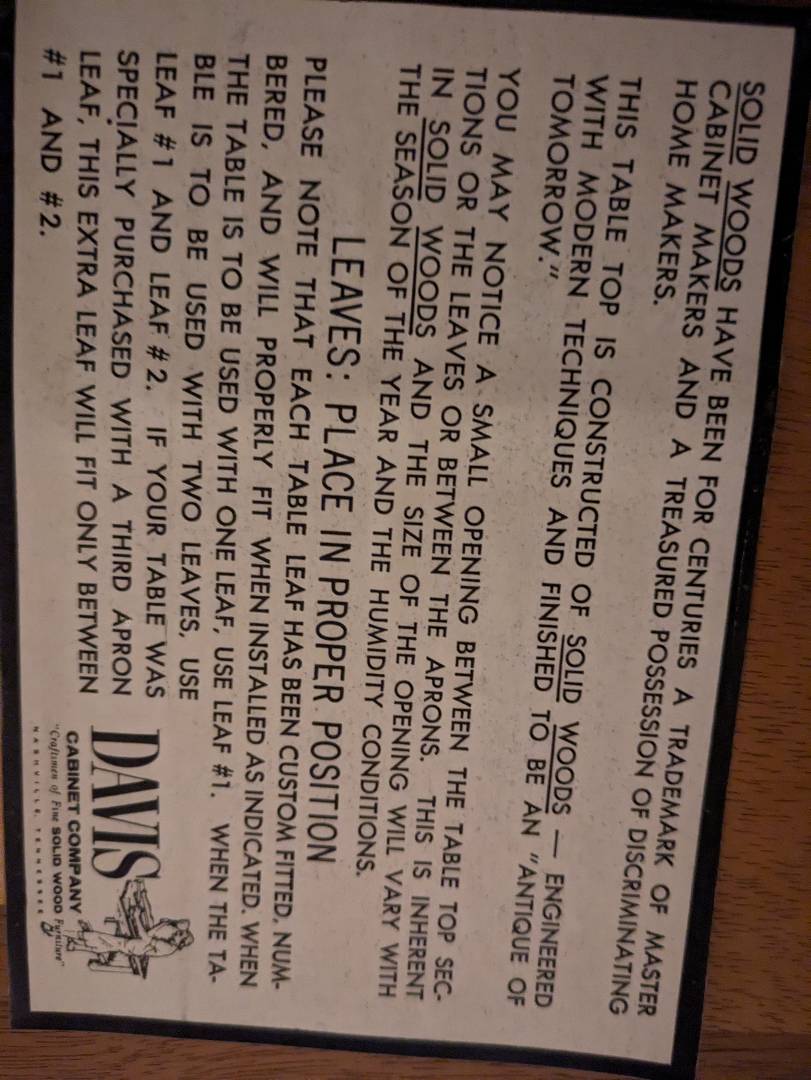 SOLID WOODS HAVE BEEN FOR CENTURIES A TRADEMARK OF MASTER
CABINET MAKERS AND A TREASURED POSSESSION OF DISCRIMINATING
HOME MAKERS.
THIS TABLE TOP IS CONSTRUCTED OF SOLID WOODS — ENGINEERED
WITH MODERN TECHNIQUES AND FINISHED TO BE AN "ANTIQUE OF
TOMORROW."
YOU MAY NOTICE A SMALL OPENING BETWEEN THE TABLE TOP SEC-
TIONS OR THE LEAVES OR BETWEEN THE APRONS. THIS IS INHERENT
IN SOLID WOODS AND THE SIZE OF THE OPENING WILL VARY WITH
THE SEASON OF THE YEAR AND THE HUMIDITY CONDITIONS.
LEAVES: PLACE IN PROPER POSITION
PLEASE NOTE THAT EACH TABLE LEAF HAS BEEN CUSTOM FITTED, NUM-
BERED, AND WILL PROPERLY FIT WHEN INSTALLED AS INDICATED. WHEN
THE TABLE IS TO BE USED WITH ONE LEAF, USE LEAF #1. WHEN THE TA-
BLE IS TO BE USED WITH TWO LEAVES, USE
LEAF #1 AND LEAF #2. IF YOUR TABLE WAS
SPECIALLY PURCHASED WITH A THIRD APRON
LEAF, THIS EXTRA LEAF WILL FIT ONLY BETWEEN
#1 AND #2.
DAVIS
CABINET COMPANY
"Craftsmen of Fine SOLID WOOD Furniture"
NASHVILLE, TENNESSEE